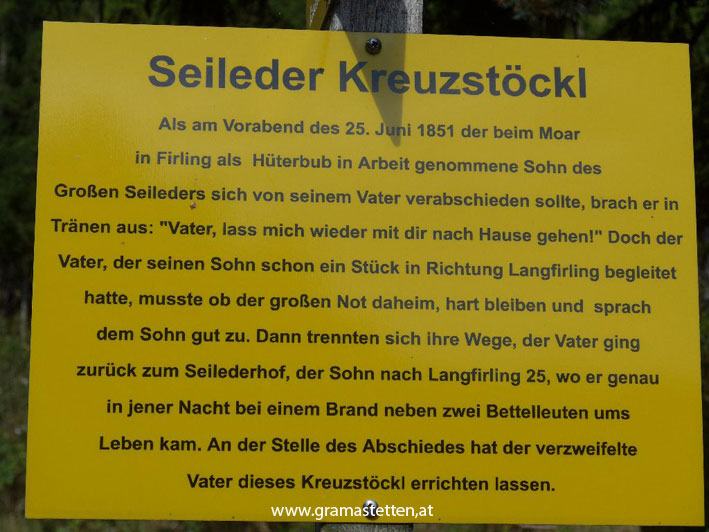 Seileder Kreuzstöckl
Als am Vorabend des 25. Juni 1851 der beim Moar
in Firling als Hüterbub in Arbeit genommene Sohn des
Großen Seileders sich von seinem Vater verabschieden sollte, brach er in
Tränen aus: "Vater, lass mich wieder mit dir nach Hause gehen!" Doch der
Vater, der seinen Sohn schon ein Stück in Richtung Langfirling begleitet
hatte, musste ob der großen Not daheim, hart bleiben und sprach
dem Sohn gut zu. Dann trennten sich ihre Wege, der Vater ging
zurück zum Seilederhof, der Sohn nach Langfirling 25, wo er genau
in jener Nacht bei einem Brand neben zwei Bettelleuten ums
Leben kam. An der Stelle des Abschiedes hat der verzweifelte
Vater dieses Kreuzstöckl errichten lassen.
www.gramastetten.at